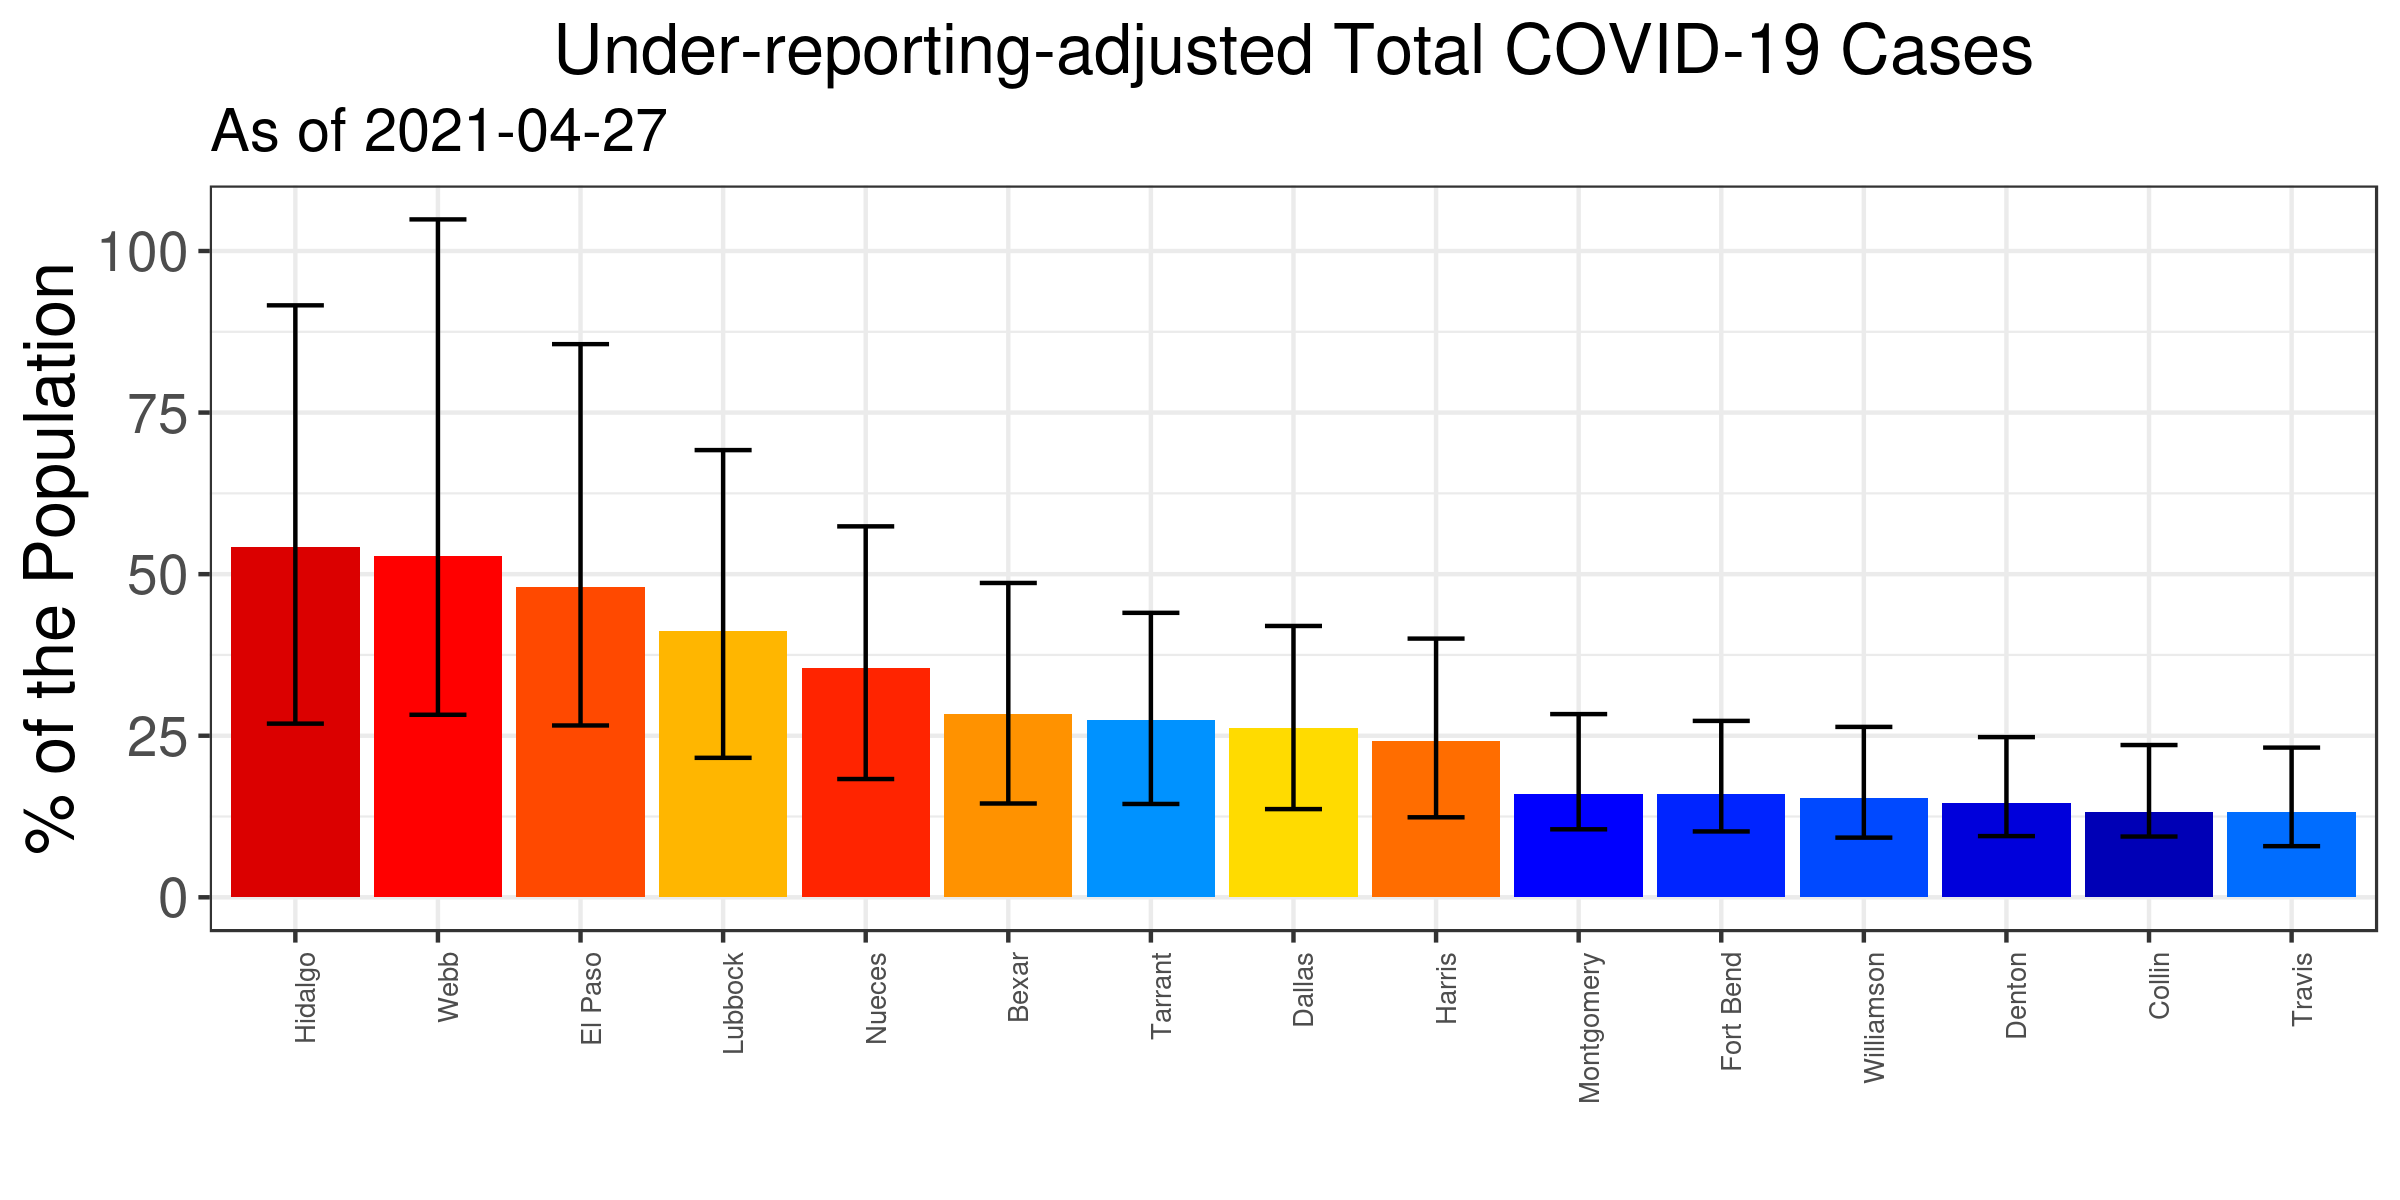 Under-reporting-adjusted Total COVID-19 Cases
As of 2021-04-27
% of the Population
100
75
50
25
0
Hidalgo
Webb
El Paso
Lubbock
Nueces
Bexar
Tarrant
Dallas
Harris
Montgomery
Fort Bend
Williamson
Denton
Collin
Travis